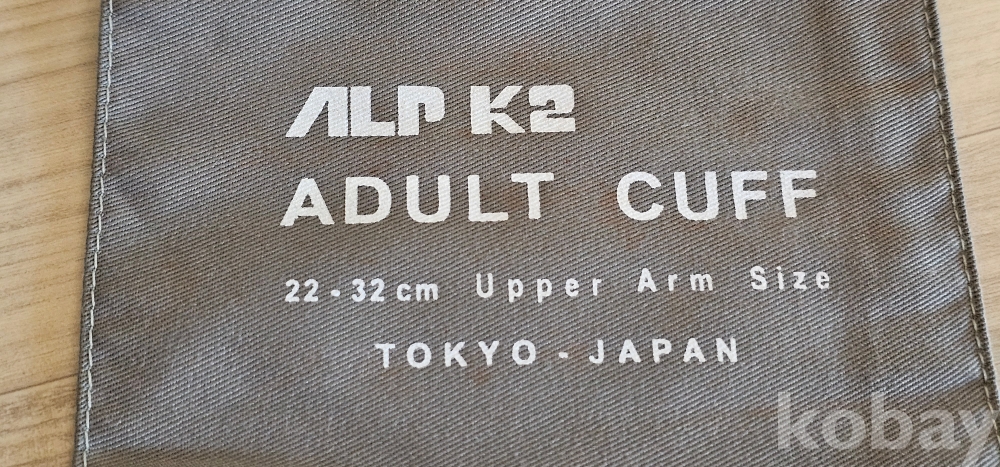 ALP K2
ADULT CUFF
22-32cm Upper Arm Size
TOKYO - JAPAN
kobay